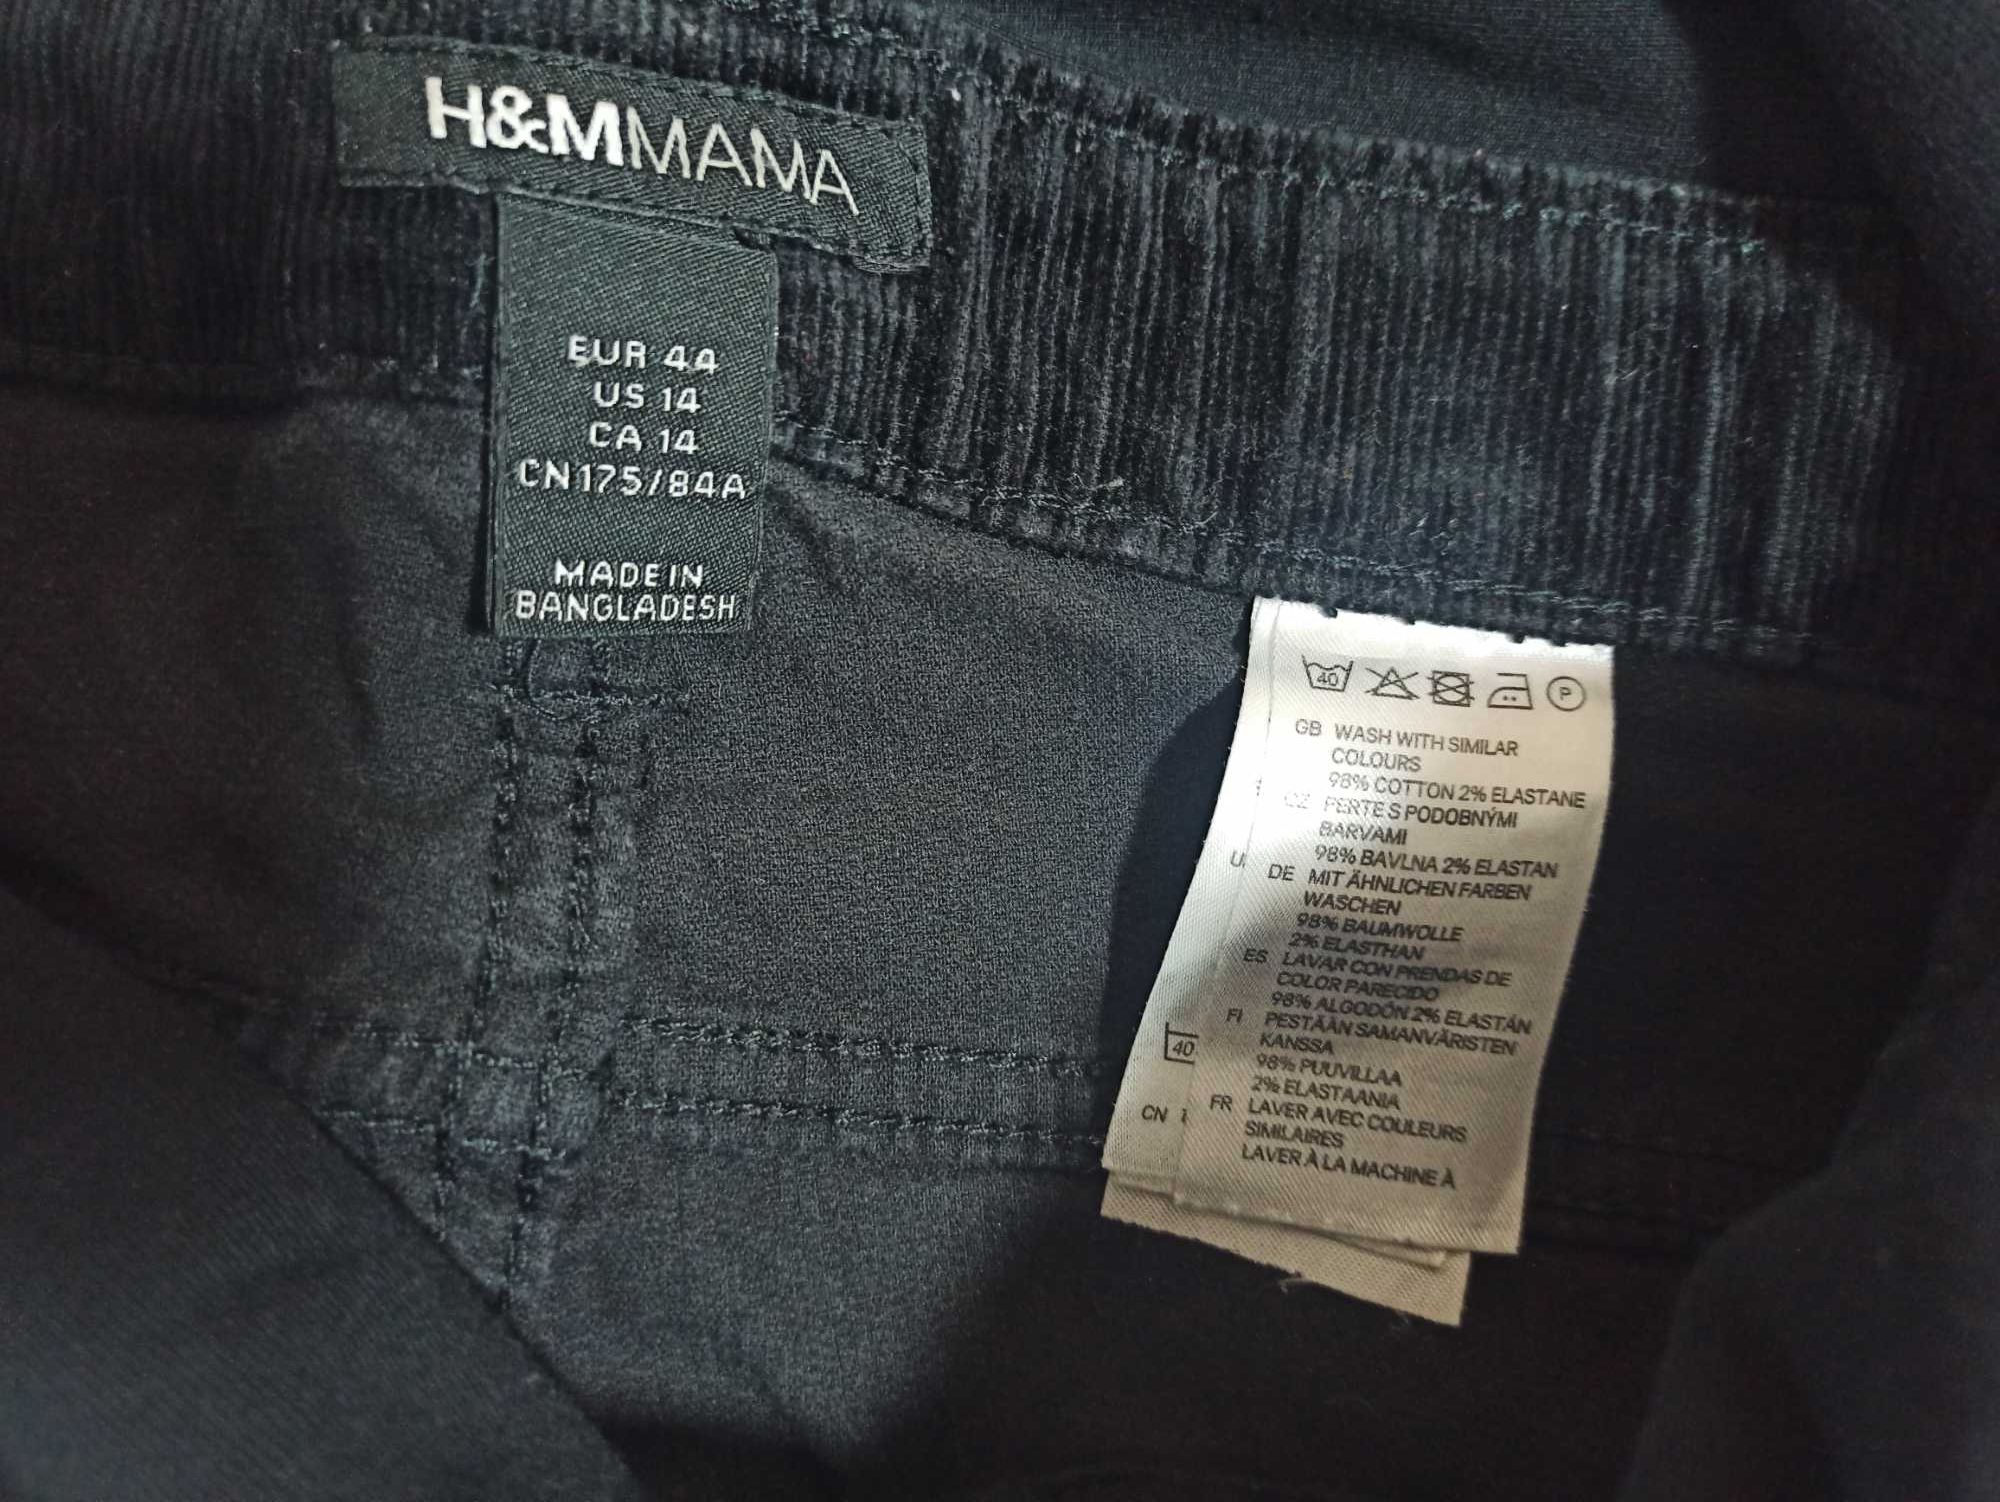 H&MMAMA
EUR 44
US 14
CA 14
CN175/84A
MADE IN
BANGLADESH
40
P
GB WASH WITH SIMILAR
COLOURS
98% COTTON 2% ELASTANE
CZ PERTE S PODOBNÝMI
BARVAMI
98% BAVLNA 2% ELASTAN
DE MIT ÄHNLICHEN FARBEN
WASCHEN
98% BAUMWOLLE
2% ELASTHAN
ES LAVAR CON PRENDAS DE
COLOR PARECIDO
98% ALGODÓN 2% ELASTÁN
FI PESTÄÄN SAMANVÄRISTEN
KANSSA
98% PUUVILLAA
2% ELASTAANIA
FR LAVER AVEC COULEURS
SIMILAIRES
LAVER À LA MACHINE À
40
CN